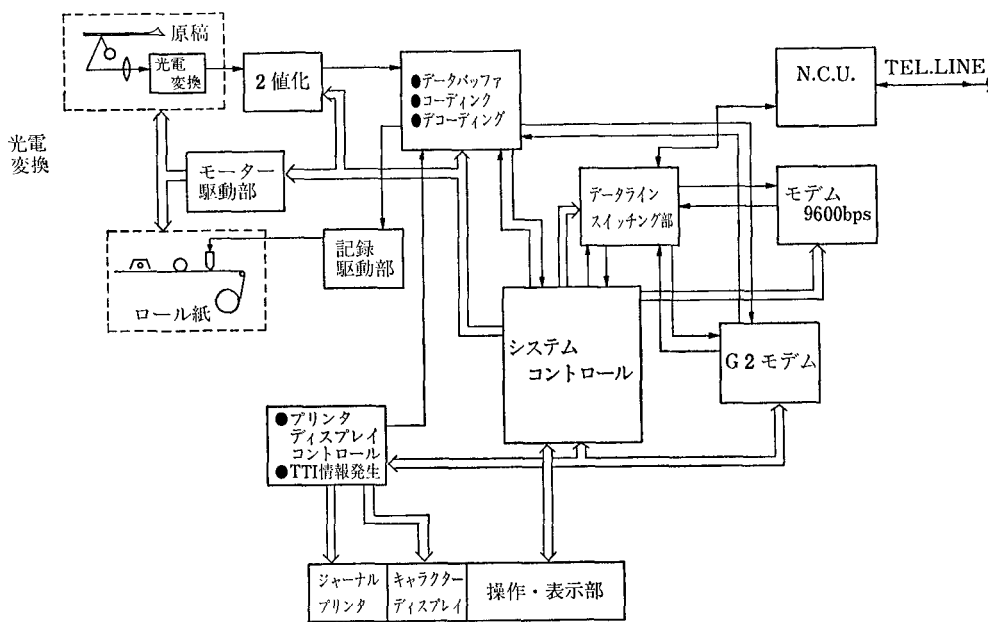 原稿
光電
変換
2値化
●データバッファ
●コーディンク
●デコーディング
N.C.U.
TEL.LINE
光電
変換
モーター
駆動部
データライン
スイッチング部
モデム
9600bps
記録
駆動部
ロール紙
システム
コントロール
G2モデム
●プリンタ
ディスプレイ
コントロール
●TTI情報発生
ジャーナル
プリンタ
キャラクター
ディスプレイ
操作・表示部